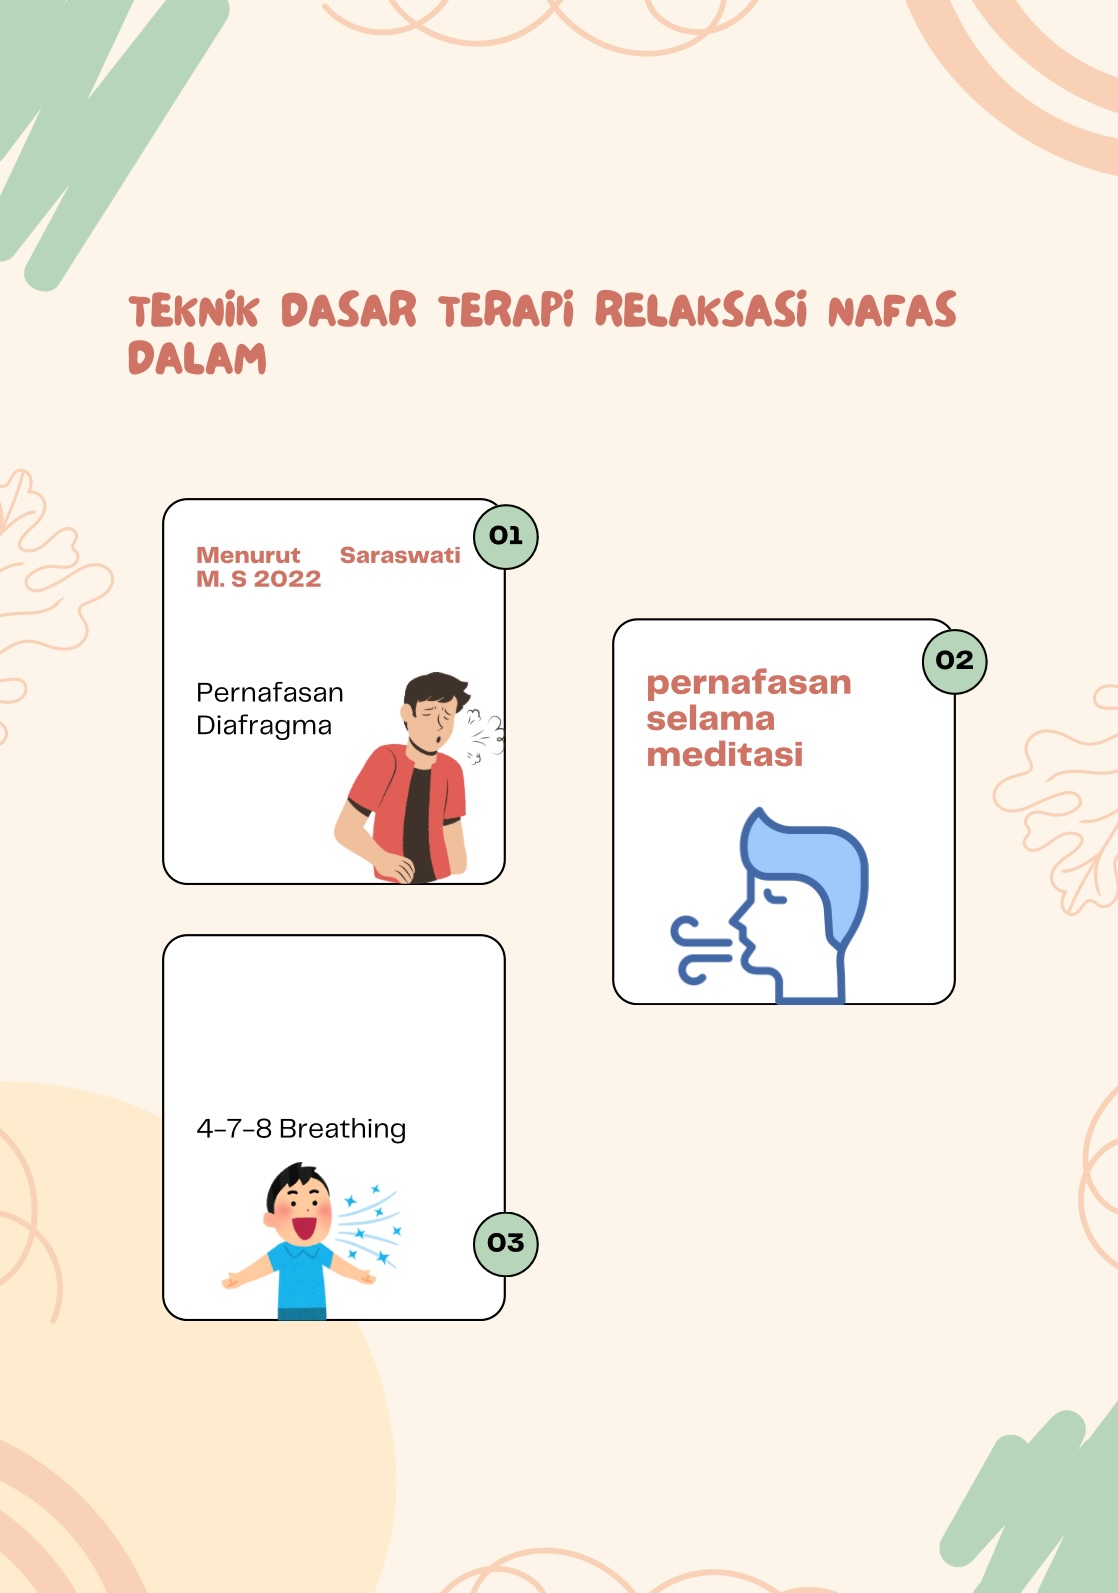 TEKNIK DASAR TERAPI RELAKSASI NAFAS
DALAM
01
Menurut Saraswati
M. S 2022
Pernafasan
Diafragma
02
pernafasan
selama
meditasi
4-7-8 Breathing
03